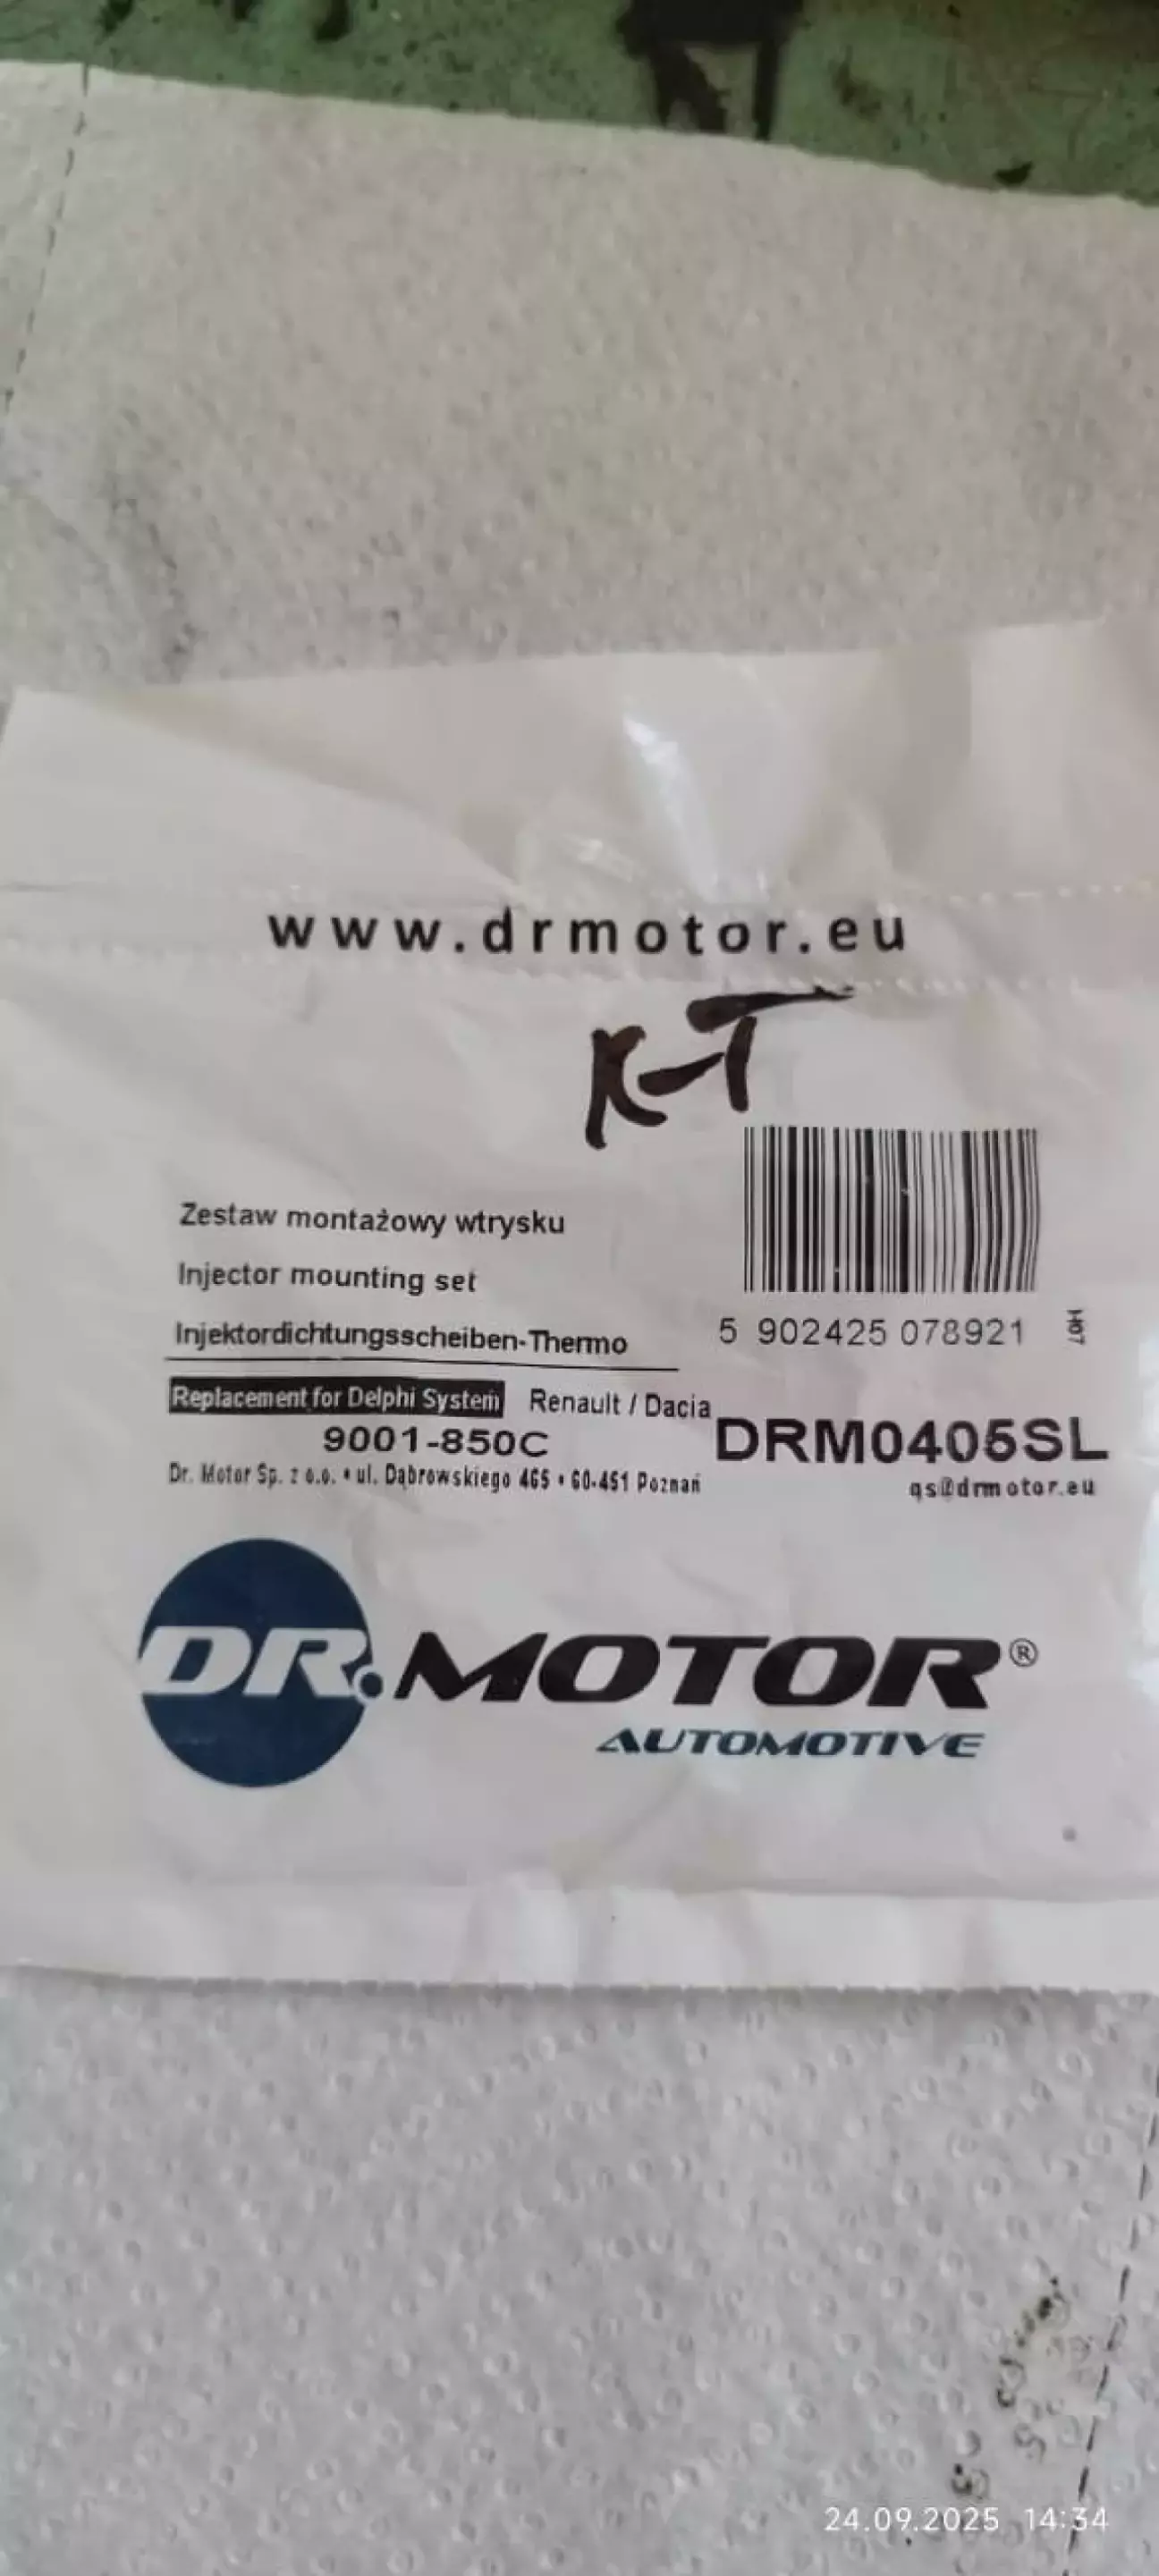 www.drmotor.eu
K-T
Zestaw montażowy wtrysku
Injector mounting set
Injektordichtungsscheiben-Thermo
5 902425 078921
H07
Replacement for Delphi System Renault / Dacia
9001-850C
DRM0405SL
Dr. Motor Sp. z o.o. • ul. Dąbrowskiego 465 • 60-451 Poznań
qs@drmotor.eu
DR.MOTOR®
AUTOMOTIVE
24.09.2025 14:34